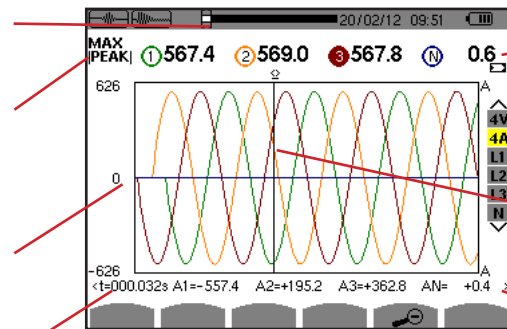 20/02/12 09:51
MAX
|PEAK| 1 567.4 2 569.0 3 567.8 N 0.6
626 A
4V
4A
L1
L2
L3
N
0
-626 A
<t=000.032s A1=-557.4 A2=+195.2 A3=+362.8 AN= +0.4 >